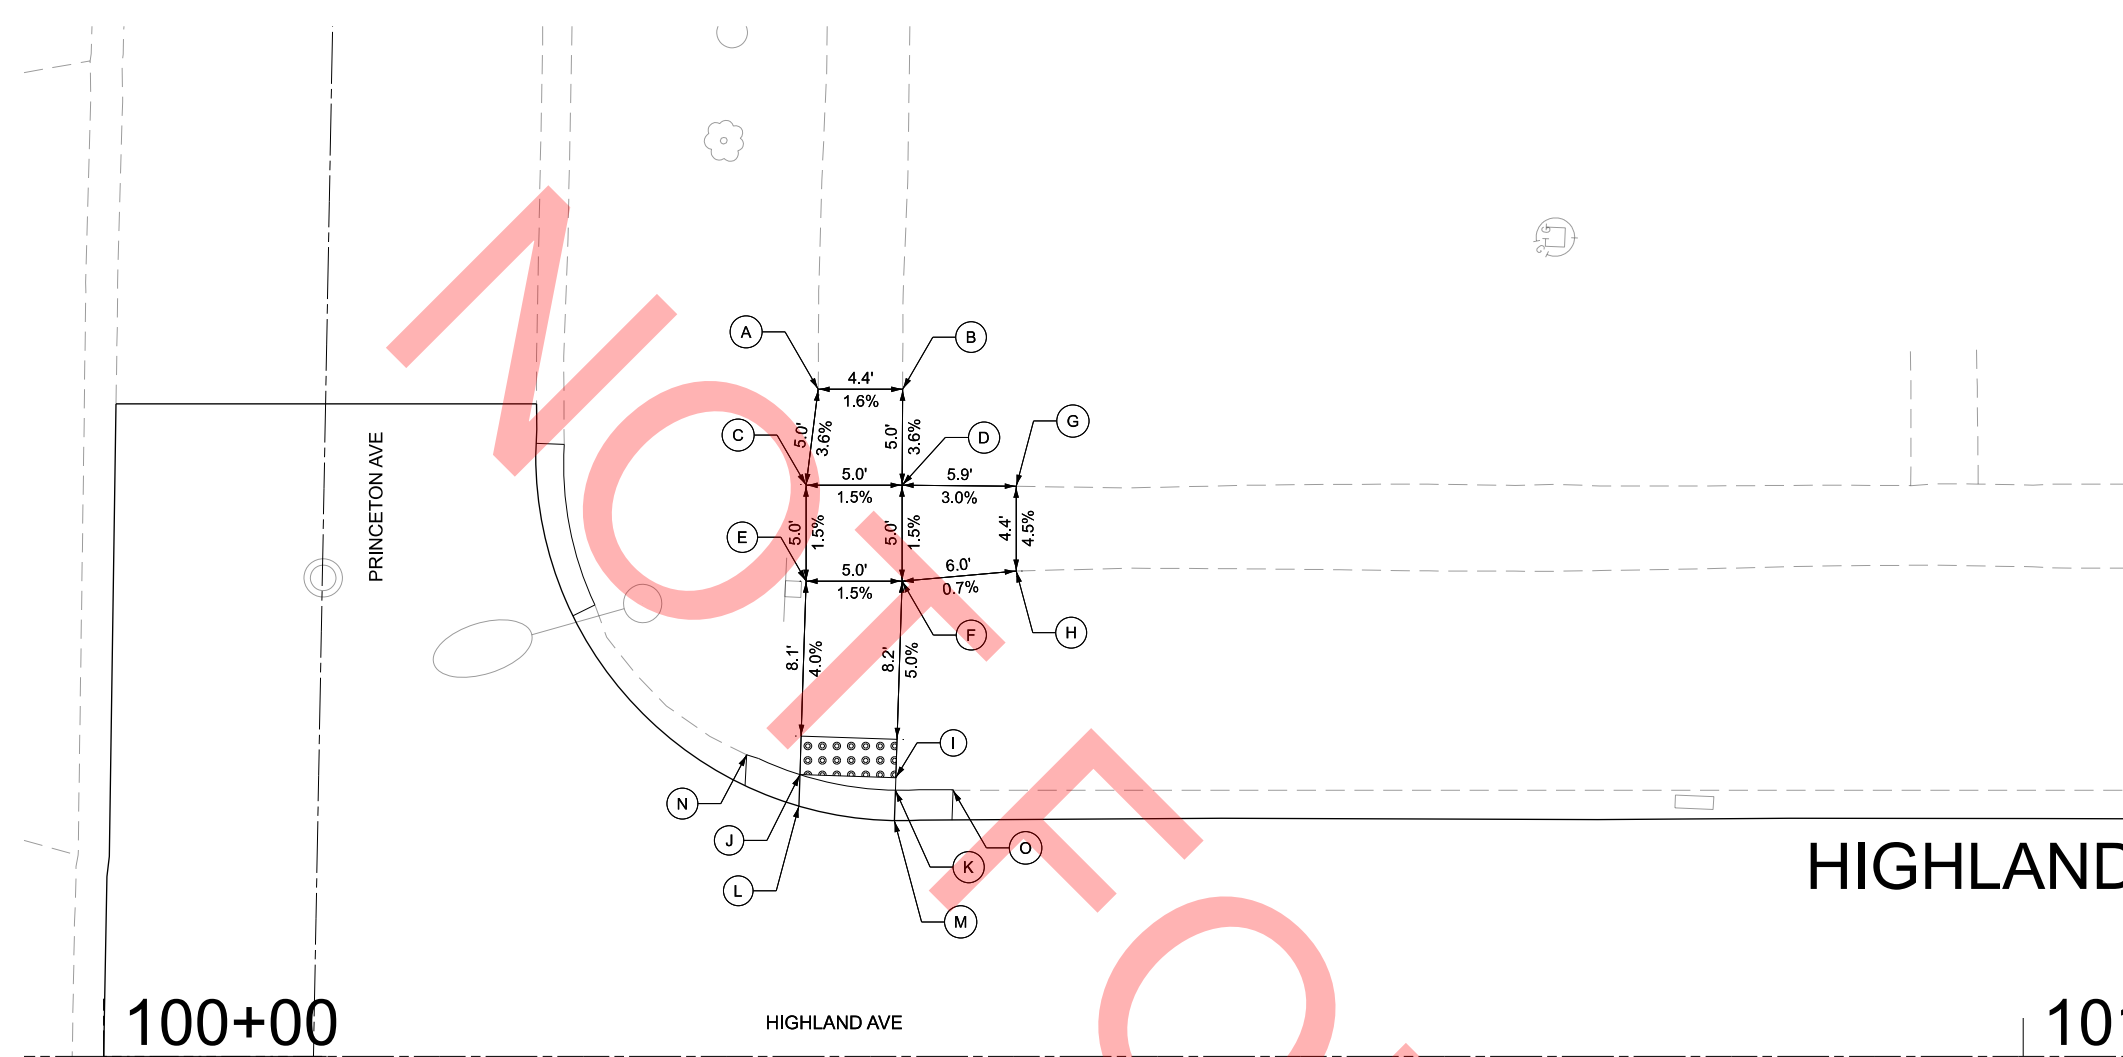 A
B
4.4'
1.6%
5.0'
3.6%
5.0'
3.6%
C
D
G
5.0'
1.5%
5.9'
3.0%
PRINCETON AVE
E
5.0'
1.5%
5.0'
1.5%
4.4'
4.5%
5.0'
1.5%
6.0'
0.7%
F
H
8.1'
4.0%
8.2'
5.0%
I
N
J
K
O
L
M
HIGHLAND
100+00
HIGHLAND AVE
101
NOT FO
G